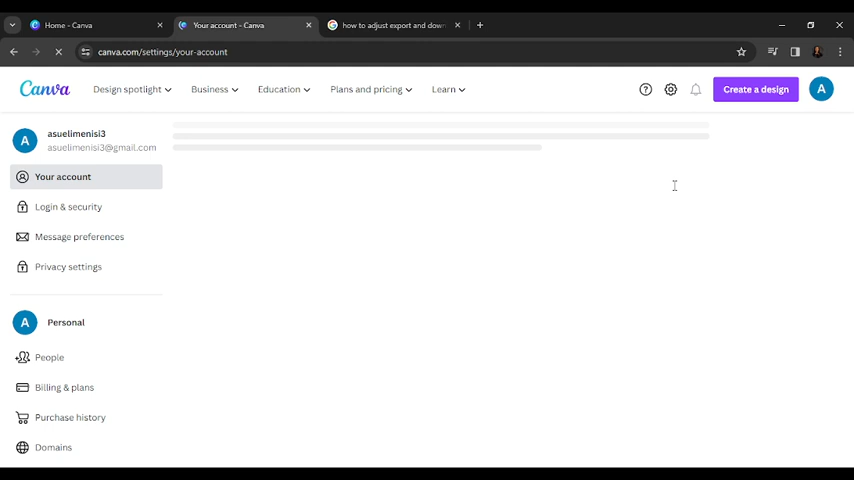 Home - Canva
Your account - Canva
how to adjust export and down
canva.com/settings/your-account
Canva
Design spotlight
Business
Education
Plans and pricing
Learn
Create a design
A
A
asuelimenisi3
asuelimenisi3@gmail.com
Your account
Login & security
Message preferences
Privacy settings
A
Personal
People
Billing & plans
Purchase history
Domains